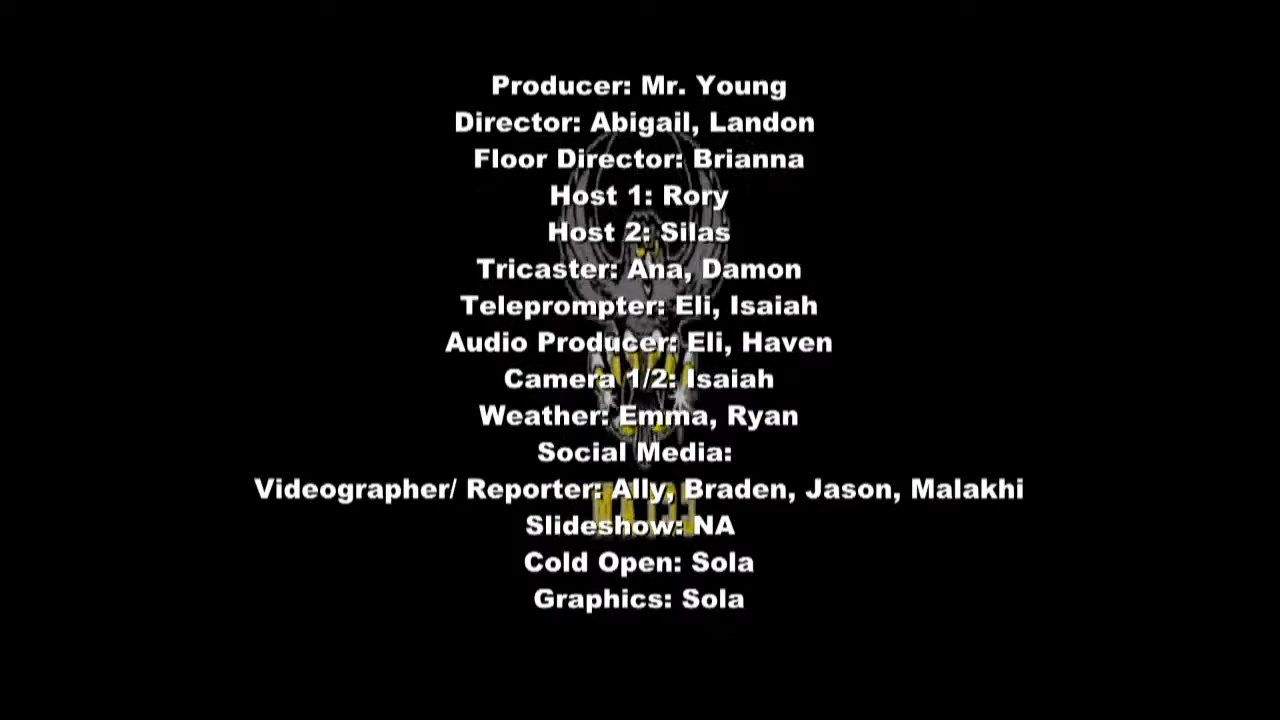 Producer: Mr. Young
Director: Abigail, Landon
Floor Director: Brianna
Host 1: Rory
Host 2: Silas
Tricaster: Ana, Damon
Teleprompter: Eli, Isaiah
Audio Producer: Eli, Haven
Camera 1/2: Isaiah
Weather: Emma, Ryan
Social Media:
Videographer/ Reporter: Ally, Braden, Jason, Malakhi
Slideshow: NA
Cold Open: Sola
Graphics: Sola